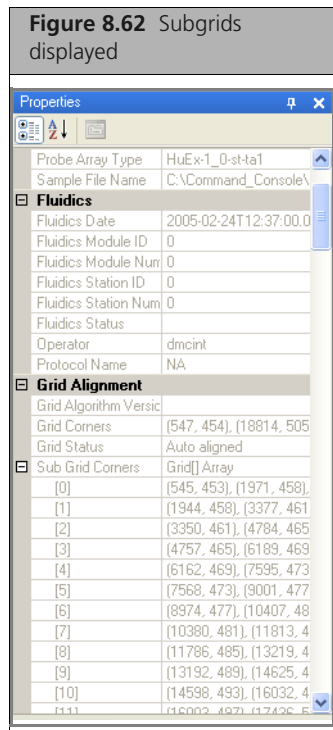 Figure 8.62 Subgrids
displayed
Properties
Probe Array Type HuEx-1_0-st-ta1
Sample File Name C:\Command_Console\
Fluidics
Fluidics Date 2005-02-24T12:37:00.0
Fluidics Module ID 0
Fluidics Module Num 0
Fluidics Station ID 0
Fluidics Station Num 0
Fluidics Status
Operator dmcint
Protocol Name NA
Grid Alignment
Grid Algorithm Versic
Grid Corners (547, 454), (18814, 505
Grid Status Auto aligned
Sub Grid Corners Grid[] Array
[0] (545, 453), (1971, 458),
[1] (1944, 458), (3377, 461
[2] (3350, 461), (4784, 465
[3] (4757, 465), (6189, 469
[4] (6162, 469), (7595, 473
[5] (7568, 473), (9001, 477
[6] (8974, 477), (10407, 48
[7] (10380, 481), (11813, 4
[8] (11786, 485), (13219, 4
[9] (13192, 489), (14625, 4
[10] (14598, 493), (16032, 4
[11] (16003, 497), (17436, 5